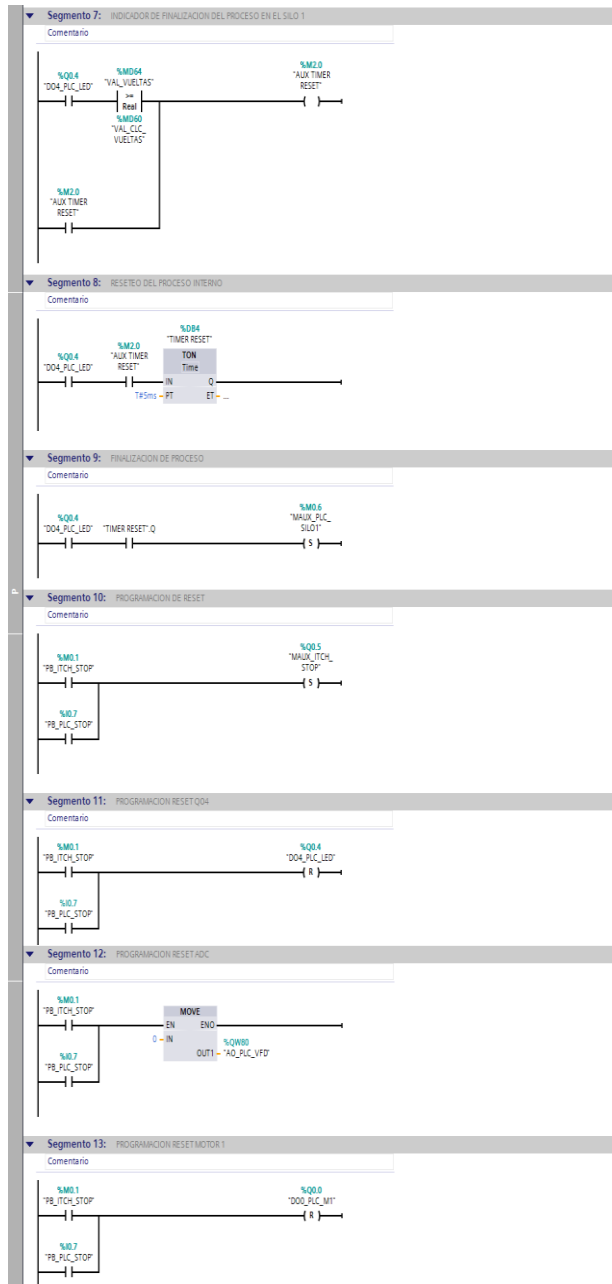 Segmento 7: INDICADOR DE FINALIZACION DEL PROCESO EN EL SILO 1
Comentario
%Q0.4
"DO4_PLC_LED"
%MD64
"VAL_VUELTAS"
>=
Real
%MD60
"VAL_CLC_
VUELTAS"
%M2.0
"AUX TIMER
RESET"
%M2.0
"AUX TIMER
RESET"
Segmento 8: RESETEO DEL PROCESO INTERNO
Comentario
%Q0.4
"DO4_PLC_LED"
%M2.0
"AUX TIMER
RESET"
%DB4
"TIMER RESET"
TON
Time
IN Q
T#5ms PT ET ...
Segmento 9: FINALIZACION DE PROCESO
Comentario
%Q0.4
"DO4_PLC_LED"
"TIMER RESET".Q
%M0.6
"MAUX_PLC_
SILO1"
S
Segmento 10: PROGRAMACION DE RESET
Comentario
%M0.1
"PB_ITCH_STOP"
%Q0.5
"MAUX_ITCH_
STOP"
S
%I0.7
"PB_PLC_STOP"
Segmento 11: PROGRAMACION RESET Q04
Comentario
%M0.1
"PB_ITCH_STOP"
%Q0.4
"DO4_PLC_LED"
R
%I0.7
"PB_PLC_STOP"
Segmento 12: PROGRAMACION RESET ADC
Comentario
%M0.1
"PB_ITCH_STOP"
MOVE
EN ENO
0 IN
%QW80
OUT1 "AO_PLC_VFD"
%I0.7
"PB_PLC_STOP"
Segmento 13: PROGRAMACION RESET MOTOR 1
Comentario
%M0.1
"PB_ITCH_STOP"
%Q0.0
"DO0_PLC_M1"
R
%I0.7
"PB_PLC_STOP"